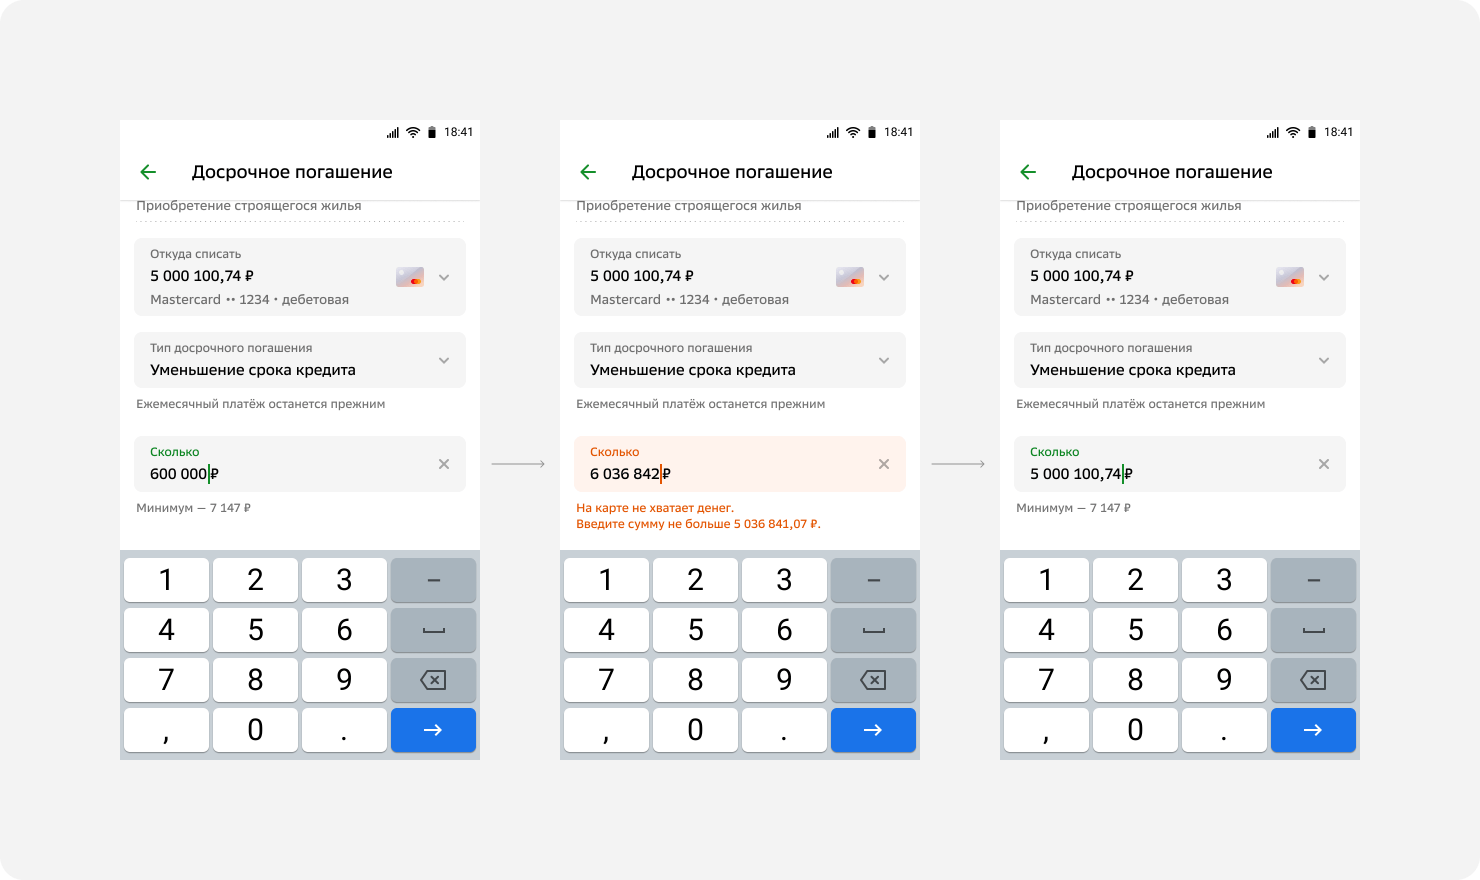 18:41
Досрочное погашение
Приобретение строящегося жилья
Откуда списать
5 000 100,74 ₽
Mastercard •• 1234 • дебетовая
Тип досрочного погашения
Уменьшение срока кредита
Ежемесячный платёж останется прежним
Сколько
600 000 ₽
Минимум — 7 147 ₽
1 2 3 –
4 5 6
7 8 9
, 0 .
18:41
Досрочное погашение
Приобретение строящегося жилья
Откуда списать
5 000 100,74 ₽
Mastercard •• 1234 • дебетовая
Тип досрочного погашения
Уменьшение срока кредита
Ежемесячный платёж останется прежним
Сколько
6 036 842 ₽
На карте не хватает денег.
Введите сумму не больше 5 036 841,07 ₽.
1 2 3 –
4 5 6
7 8 9
, 0 .
18:41
Досрочное погашение
Приобретение строящегося жилья
Откуда списать
5 000 100,74 ₽
Mastercard •• 1234 • дебетовая
Тип досрочного погашения
Уменьшение срока кредита
Ежемесячный платёж останется прежним
Сколько
5 000 100,74 ₽
Минимум — 7 147 ₽
1 2 3 –
4 5 6
7 8 9
, 0 .